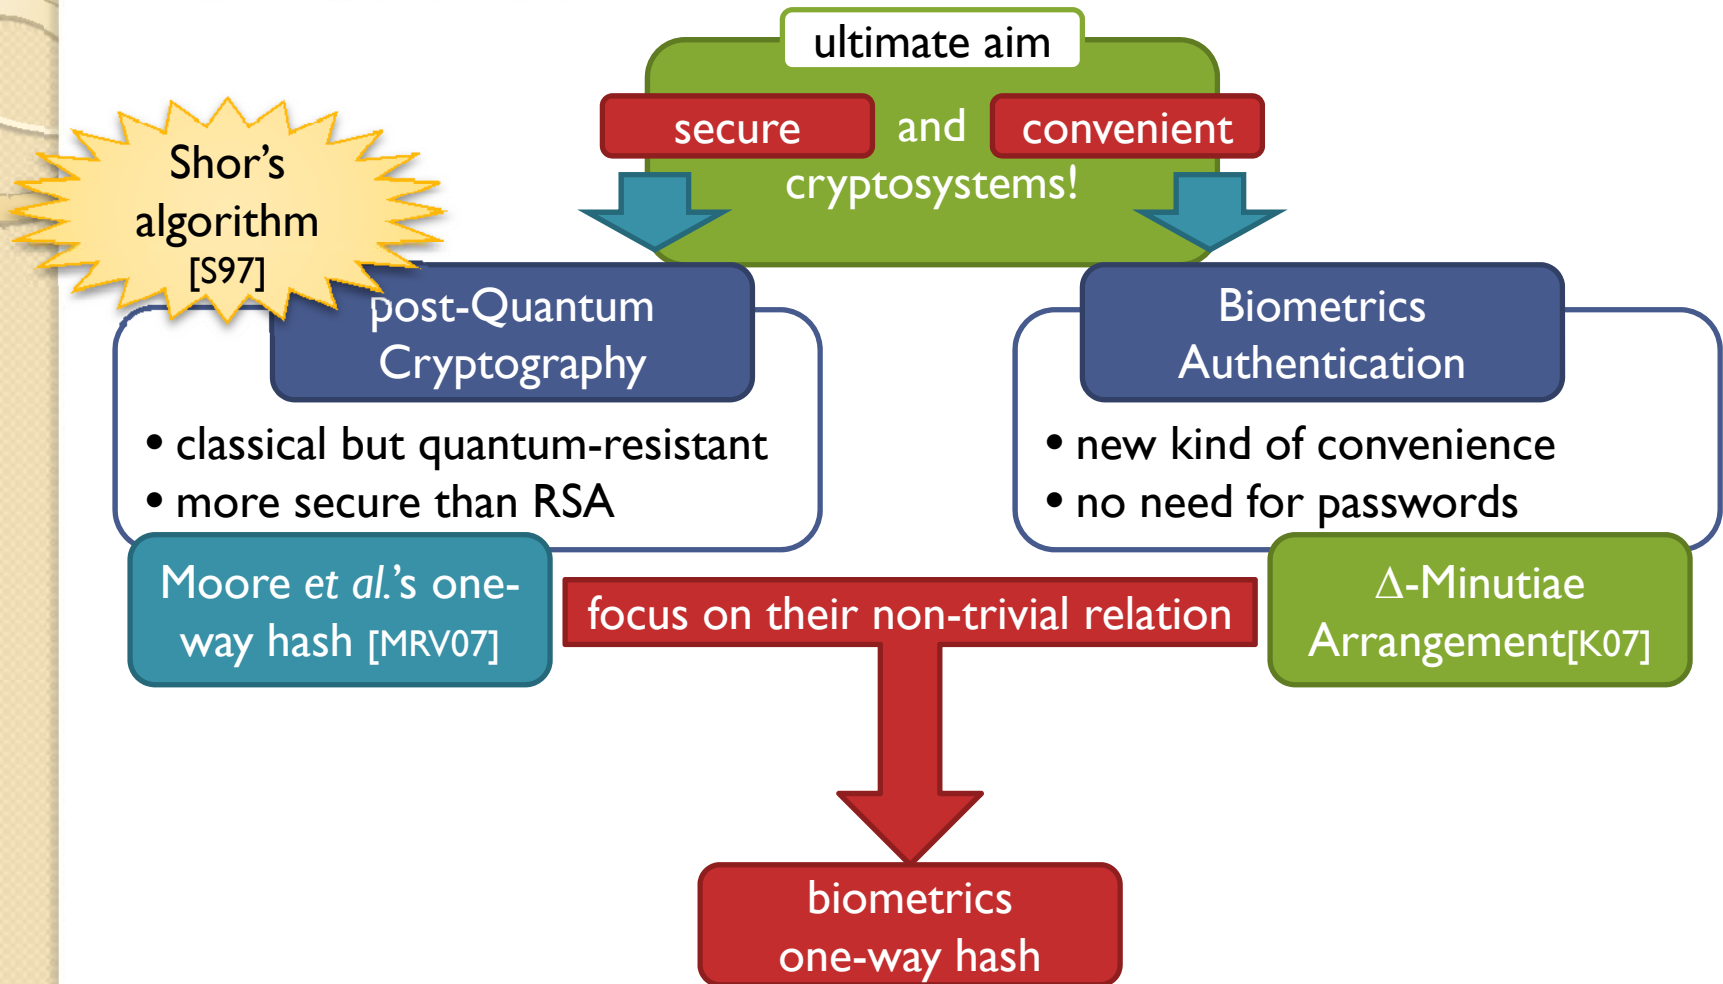 ultimate aim
secure and convenient
cryptosystems!
Shor’s
algorithm
[S97]
post-Quantum
Cryptography
• classical but quantum-resistant
• more secure than RSA
Moore et al.’s one-
way hash [MRV07]
Biometrics
Authentication
• new kind of convenience
• no need for passwords
Δ-Minutiae
Arrangement[K07]
focus on their non-trivial relation
biometrics
one-way hash